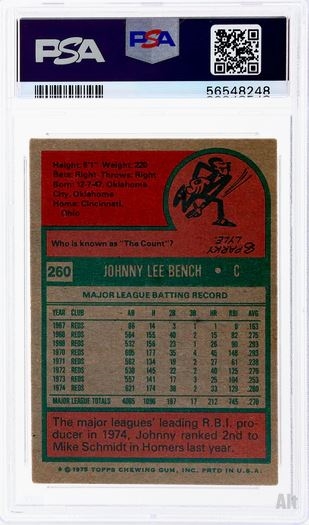 PSA
PSA
56548248
Height: 6'1" Weight: 220
Bats: Right Throws: Right
Born: 12-7-47, Oklahoma
City, Oklahoma
Home: Cincinnati,
Ohio
SPARKY
LYLE
Who is known as "The Count"?
260 JOHNNY LEE BENCH • C
MAJOR LEAGUE BATTING RECORD
YEAR CLUB AB H 2B 3B HR RBI AVG
1967 REDS 86 14 3 1 1 6 .163
1968 REDS 564 155 40 2 15 82 .275
1969 REDS 532 156 23 1 26 90 .293
1970 REDS 605 177 35 4 45 148 .293
1971 REDS 562 134 19 2 27 61 .238
1972 REDS 538 145 22 2 40 125 .270
1973 REDS 557 141 17 3 25 104 .253
1974 REDS 621 174 38 2 33 129 .280
MAJOR LEAGUE TOTALS 4065 1096 197 17 212 745 .270
The major leagues' leading R.B.I. pro-
ducer in 1974, Johnny ranked 2nd to
Mike Schmidt in Homers last year.
* © 1975 TOPPS CHEWING GUM, INC. PRTD IN U.S.A.
Alt